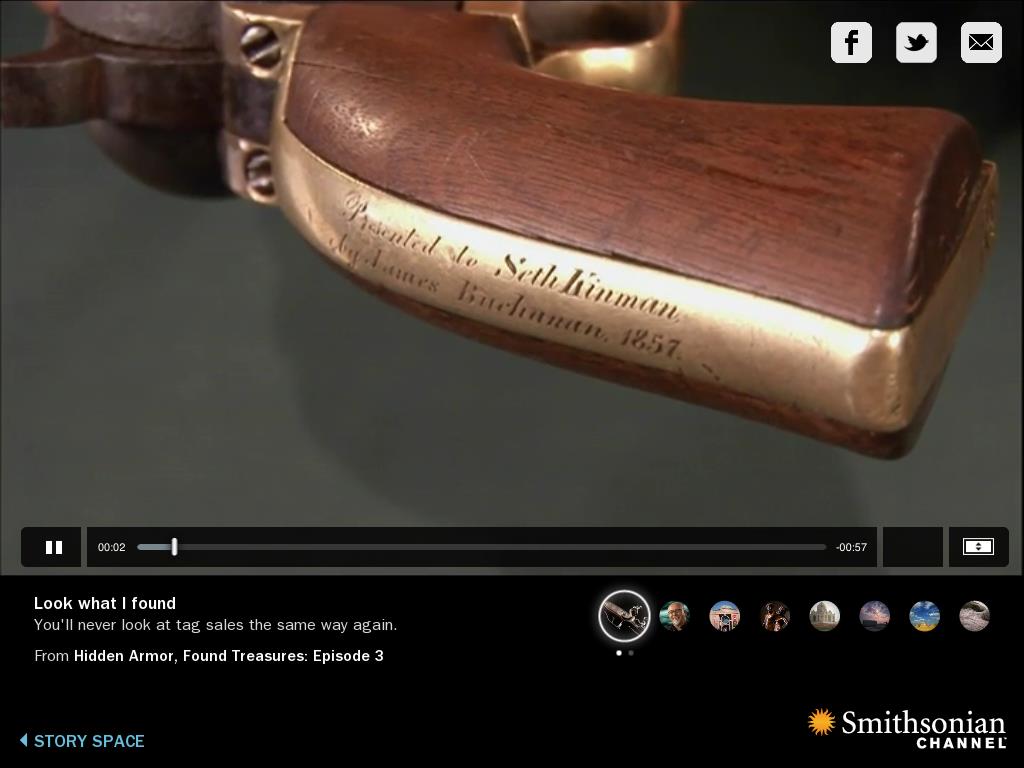 Presented to Seth Kinman,
by James Buchanan, 1857.
00:02
-00:57
Look what I found
You'll never look at tag sales the same way again.
From Hidden Armor, Found Treasures: Episode 3
STORY SPACE
Smithsonian
CHANNEL